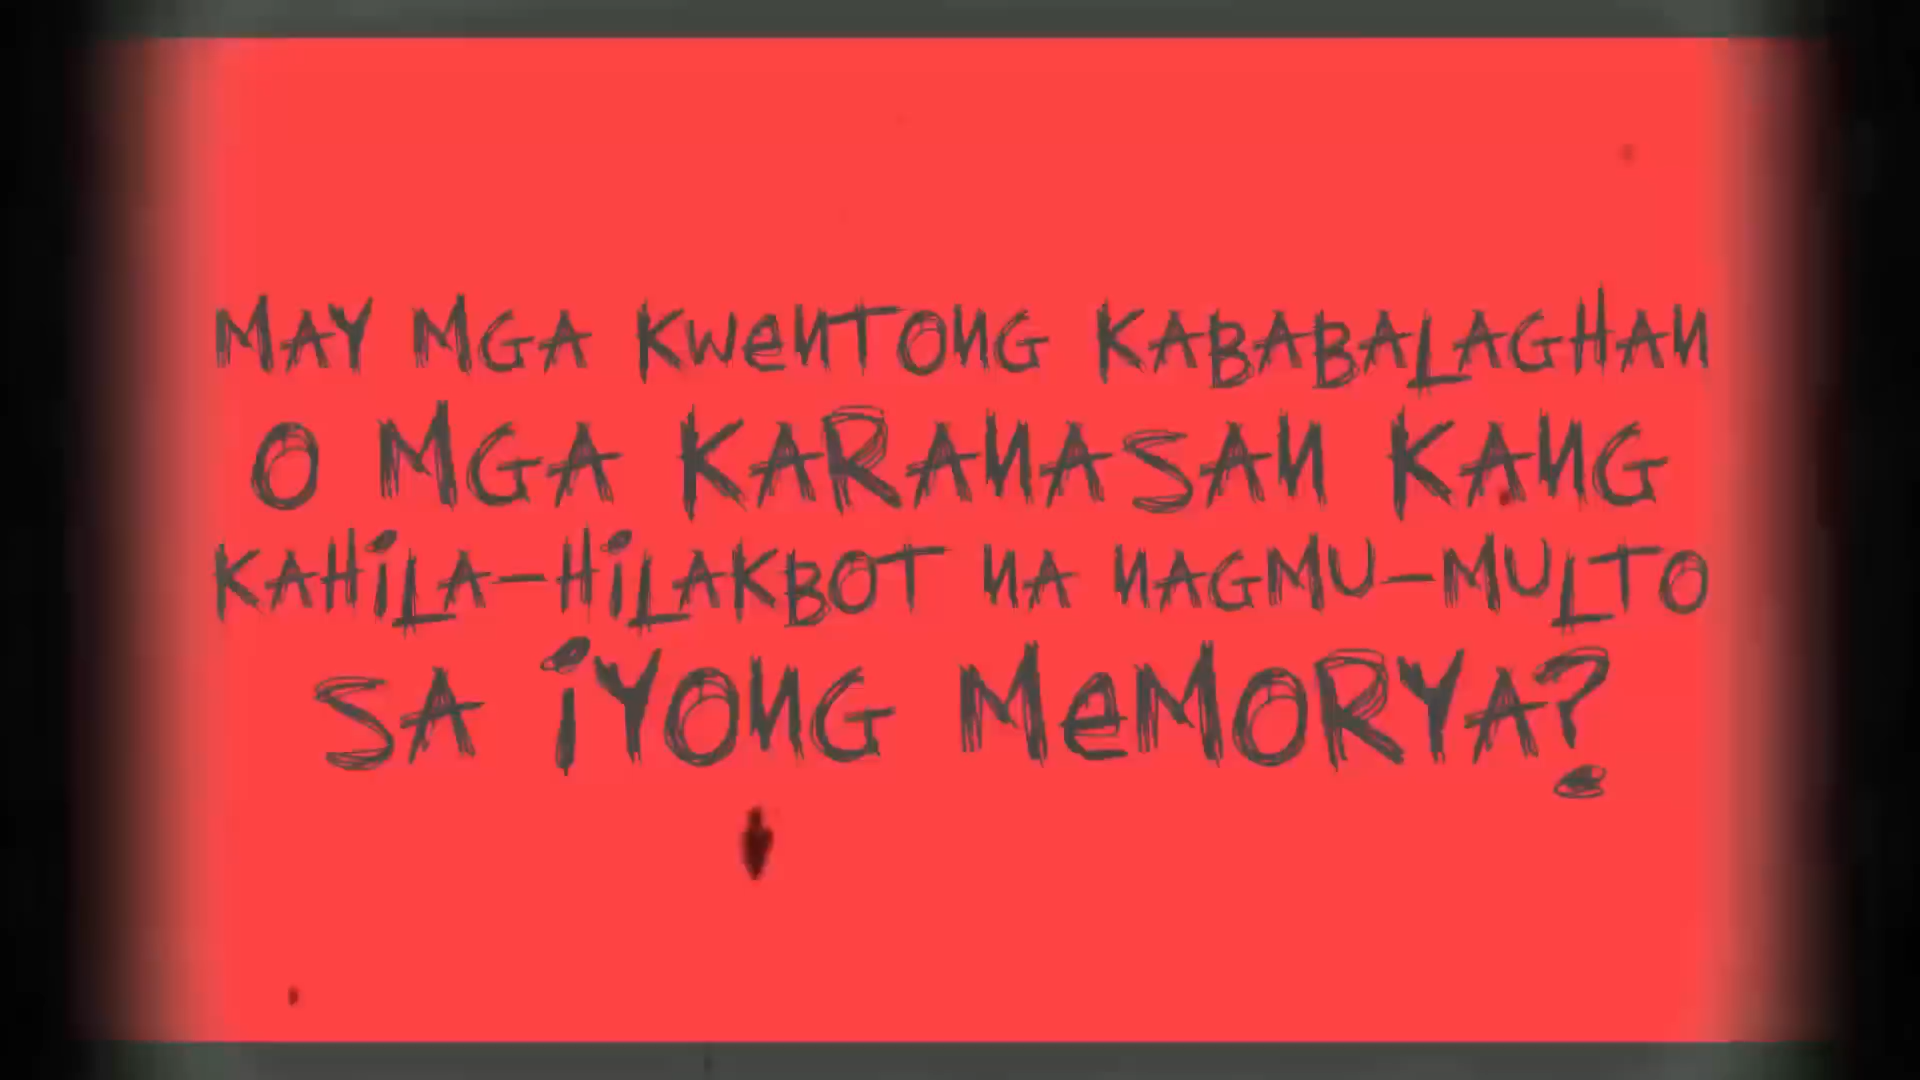 MAY MGA KWeNTONG KABABALAGHAN
O MGA KARANASAN KANG
KAHiLA-HiLAKBOT NA NAGMU-MULTO
SA iYONG MeMORYA?